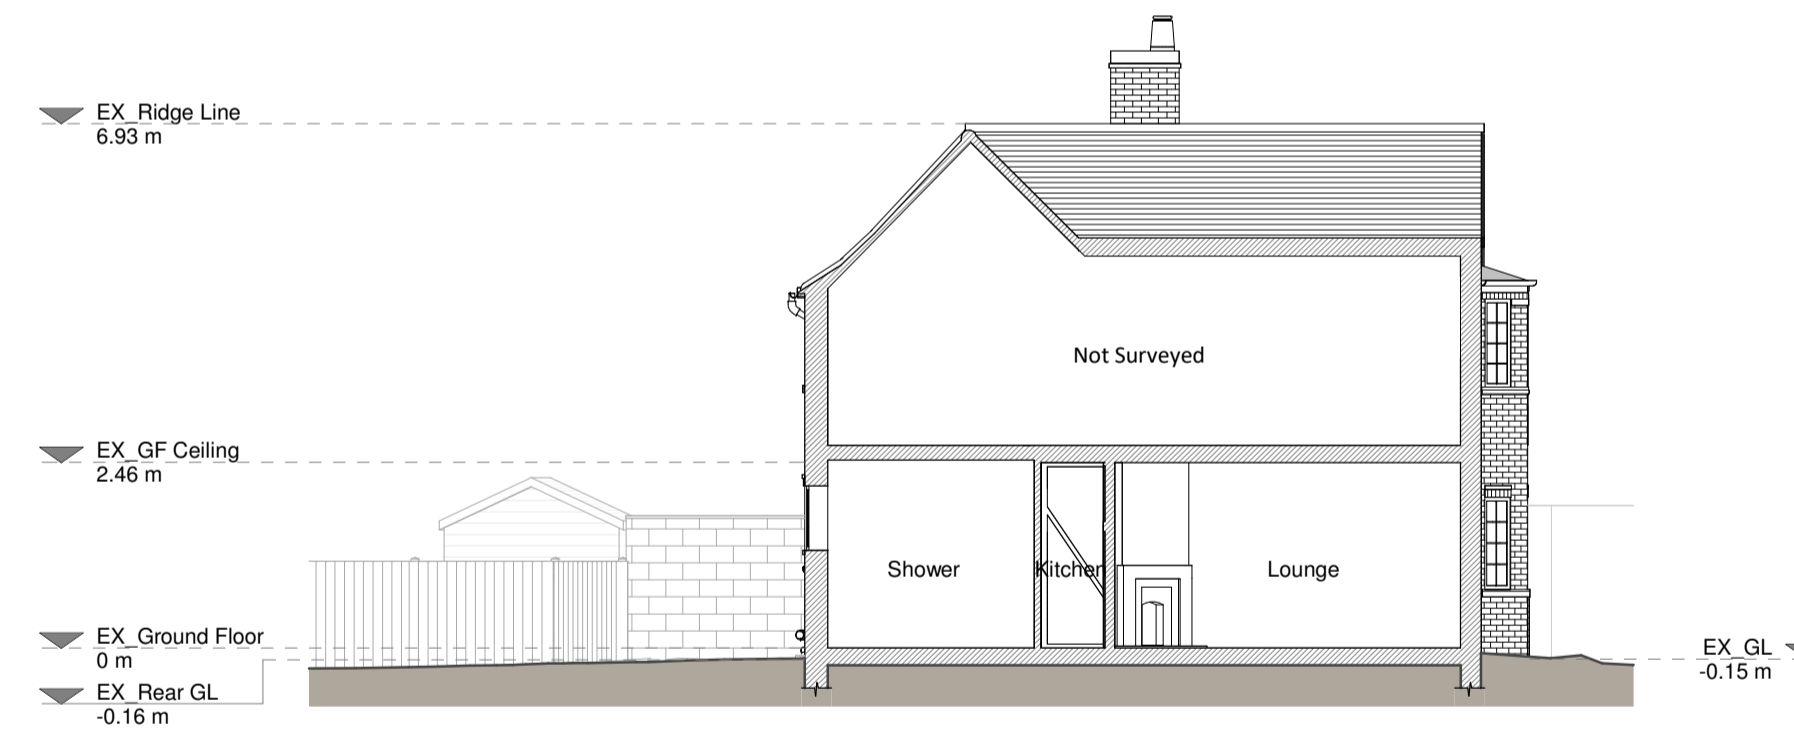 EX_Ridge Line
6.93 m
Not Surveyed
EX_GF Ceiling
2.46 m
Shower
Kitchen
Lounge
EX_Ground Floor
0 m
EX_GL
-0.15 m
EX_Rear GL
-0.16 m